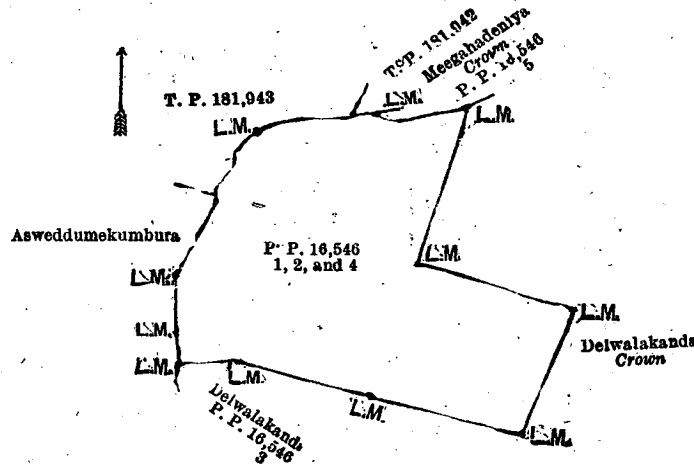 T. P. 181,942
Meegahadeniya
Crown
P. P. 16,546
5
L.M.
T. P. 181,943
L.M.
L.M.
Asweddumekumbura
P. P. 16,546
1, 2, and 4
L.M.
L.M.
L.M.
L.M.
Delwalakanda
Crown
L.M.
L.M.
Delwalakanda
P. P. 16,546
3
L.M.
L.M.